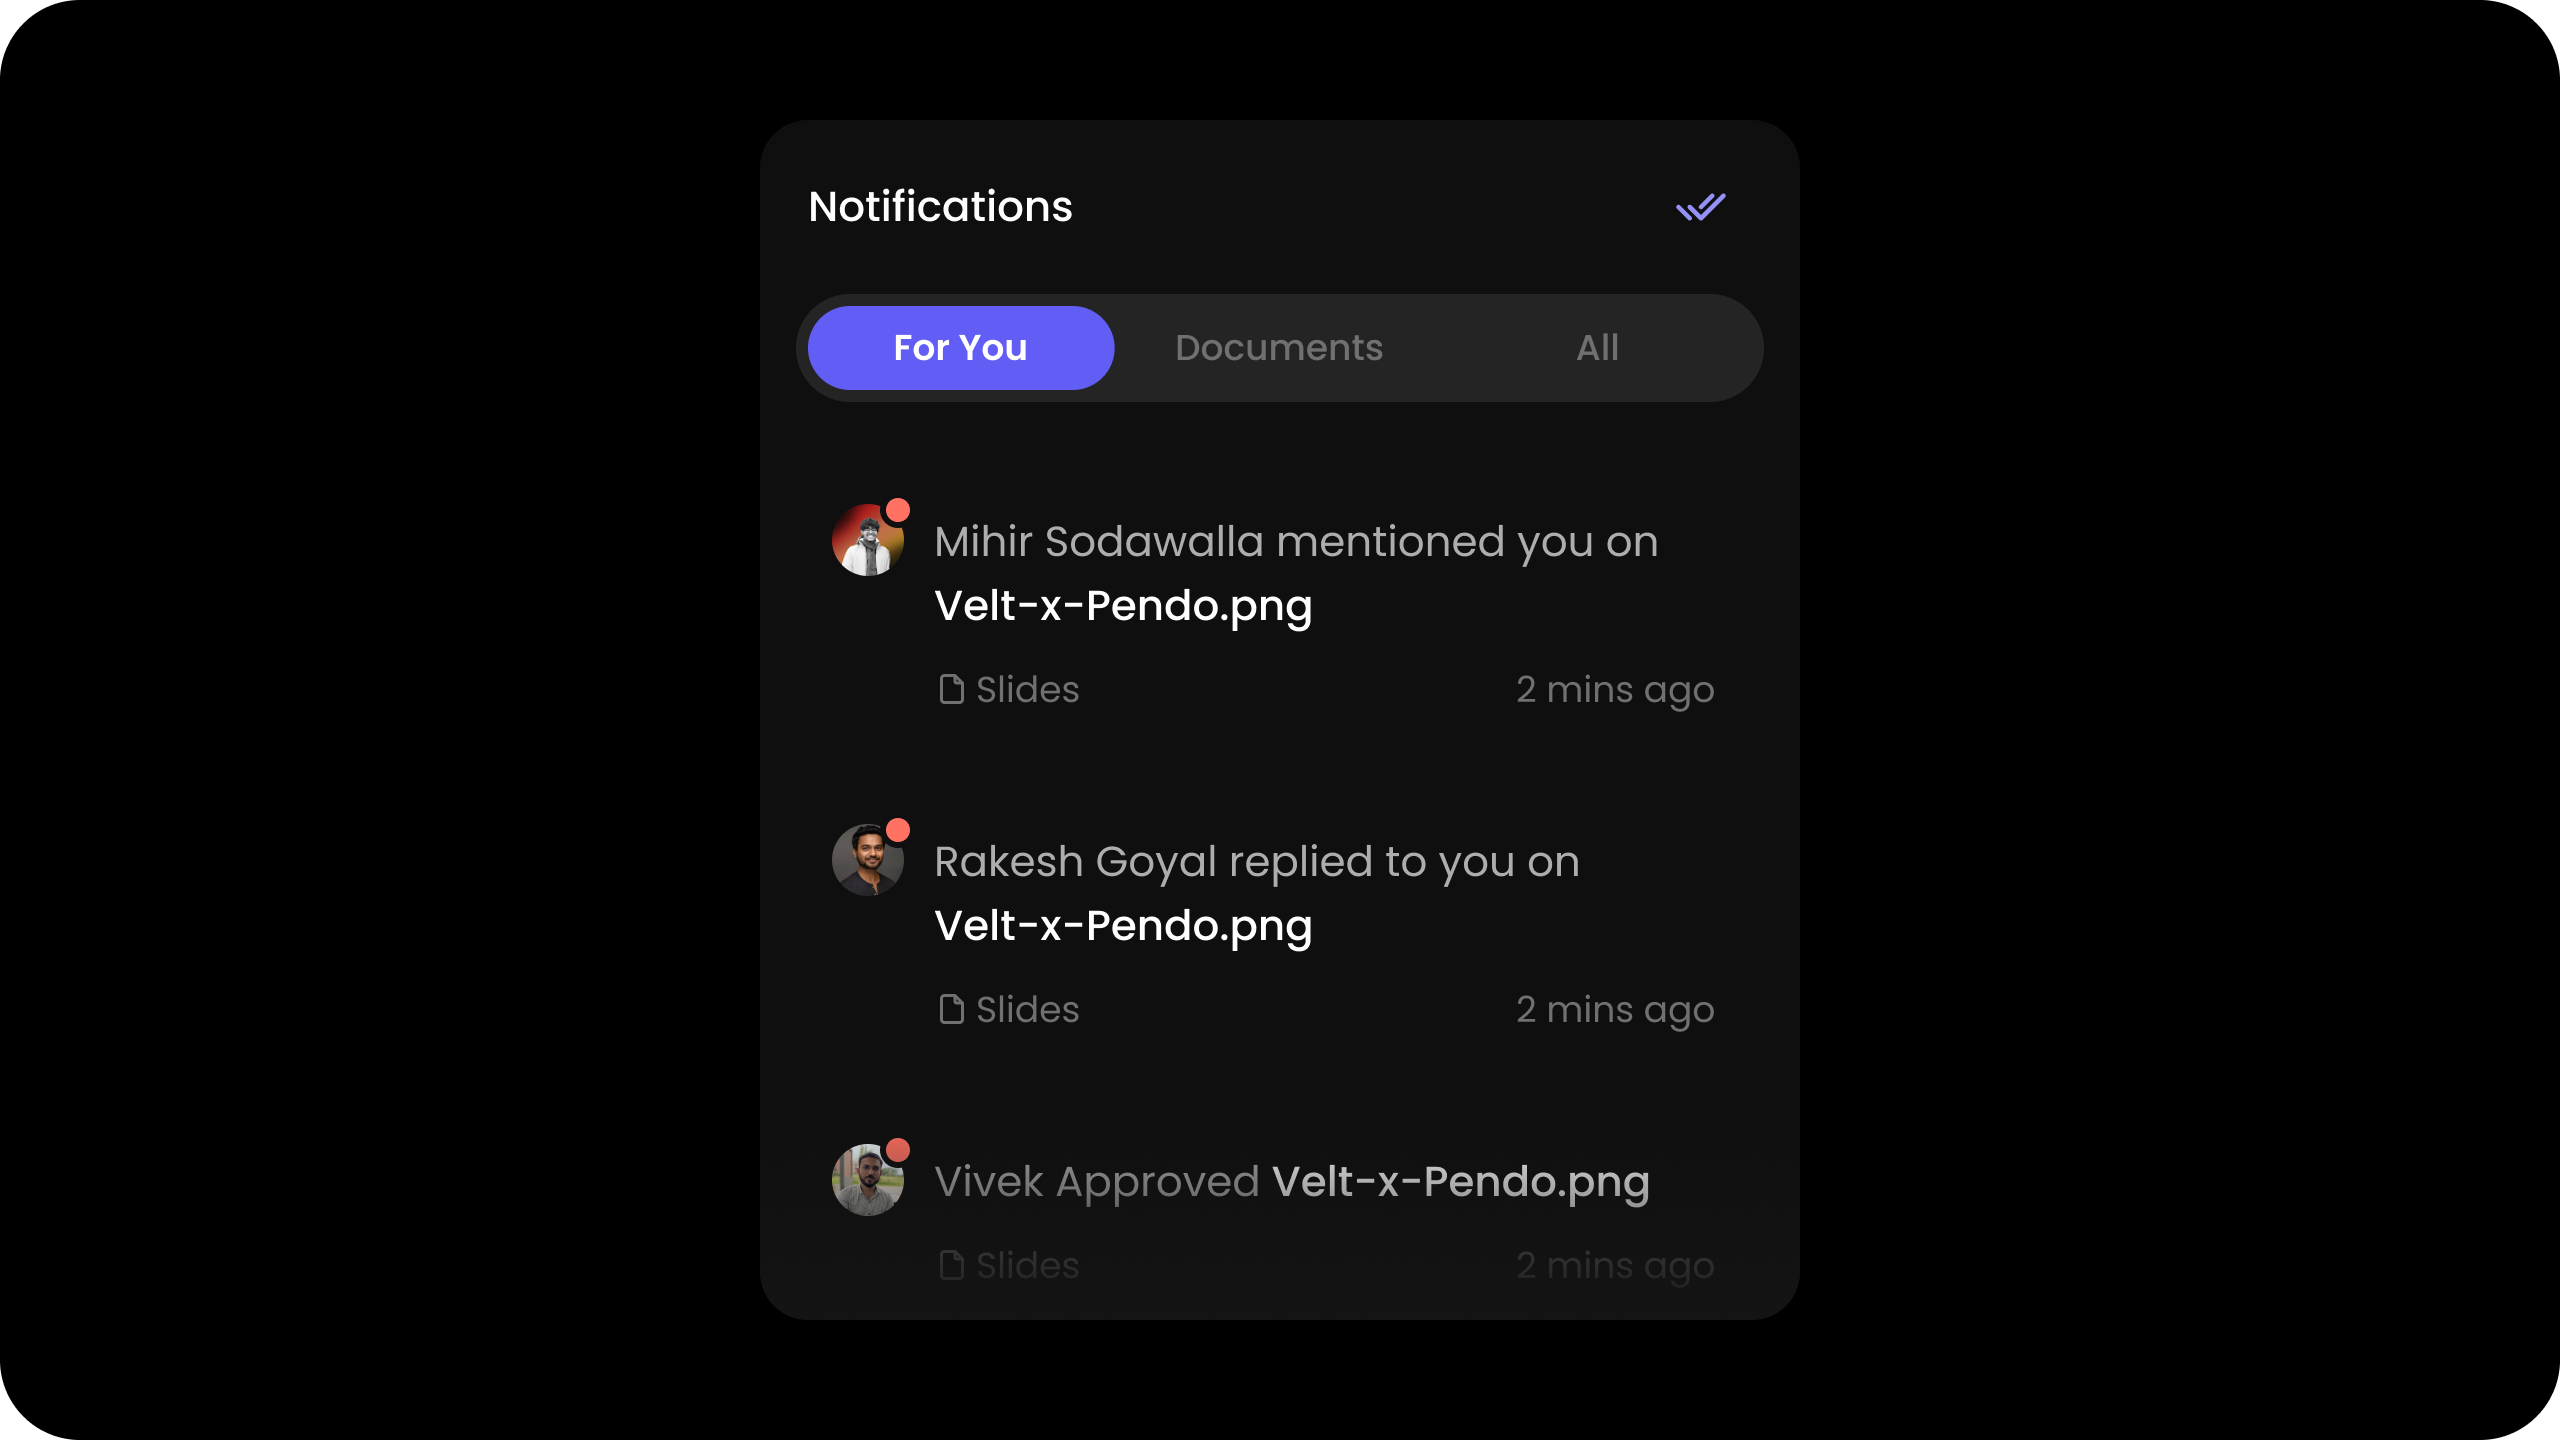 Notifications
For You
Documents
All
Mihir Sodawalla mentioned you on
Velt-x-Pendo.png
Slides
2 mins ago
Rakesh Goyal replied to you on
Velt-x-Pendo.png
Slides
2 mins ago
Vivek Approved Velt-x-Pendo.png
Slides
2 mins ago